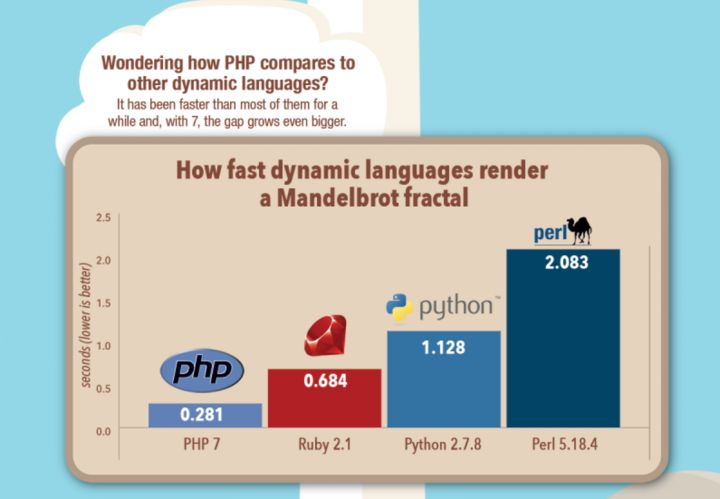 Wondering how PHP compares to
other dynamic languages?
It has been faster than most of them for a
while and, with 7, the gap grows even bigger.
How fast dynamic languages render
a Mandelbrot fractal
seconds (lower is better)
2.5
2.0
1.5
1.0
0.5
0.0
php
0.281
PHP 7
0.684
Ruby 2.1
python™
1.128
Python 2.7.8
perl
2.083
Perl 5.18.4